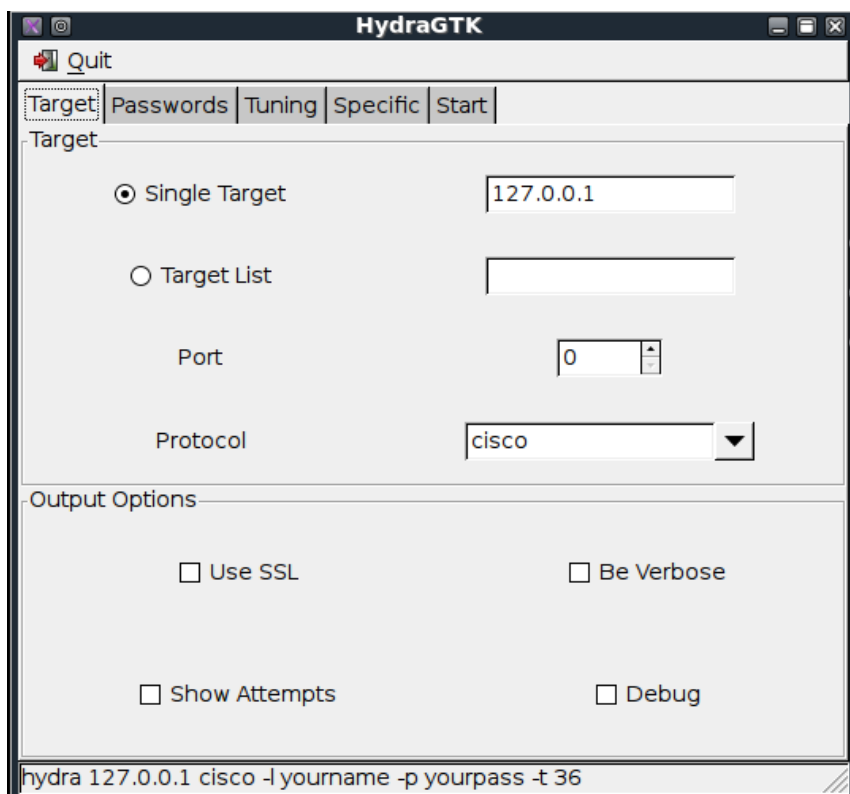 HydraGTK
Quit
Target Passwords Tuning Specific Start
Target
Single Target 127.0.0.1
Target List
Port 0
Protocol cisco
Output Options
Use SSL Be Verbose
Show Attempts Debug
hydra 127.0.0.1 cisco -l yourname -p yourpass -t 36